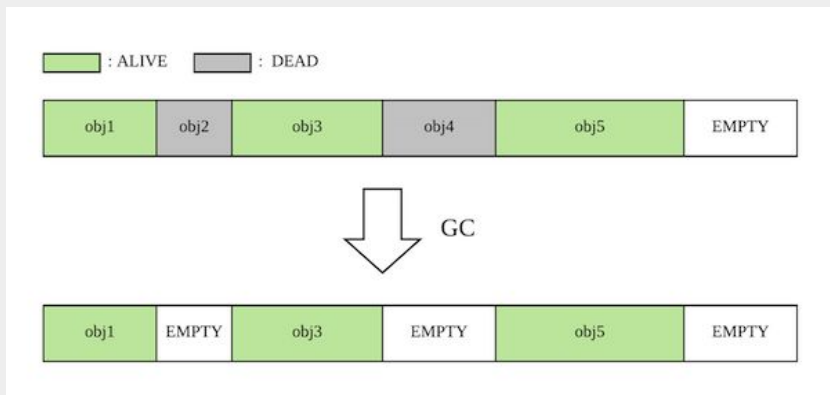 : ALIVE : DEAD
obj1 obj2 obj3 obj4 obj5 EMPTY
GC
obj1 EMPTY obj3 EMPTY obj5 EMPTY